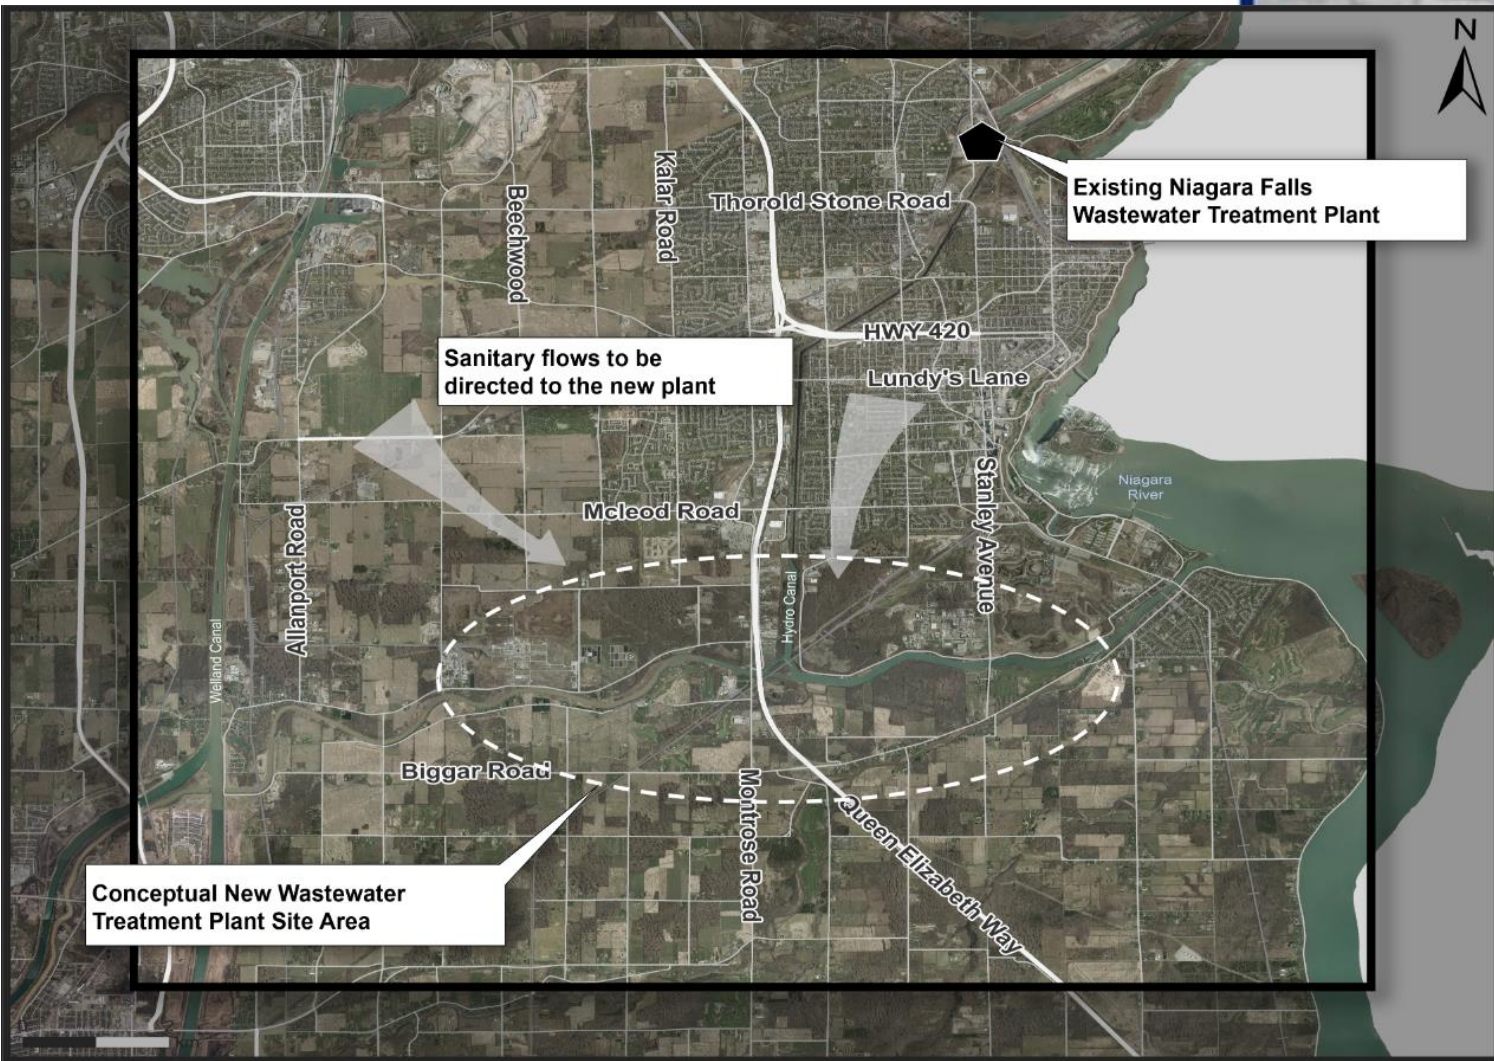 N
Existing Niagara Falls
Wastewater Treatment Plant
Kalar Road
Beechwood
Thorold Stone Road
HWY 420
Sanitary flows to be
directed to the new plant
Lundy's Lane
Niagara
River
Stanley Avenue
Mcleod Road
Allanport Road
Hydro Canal
Welland Canal
Biggar Road
Montrose Road
Queen Elizabeth Way
Conceptual New Wastewater
Treatment Plant Site Area